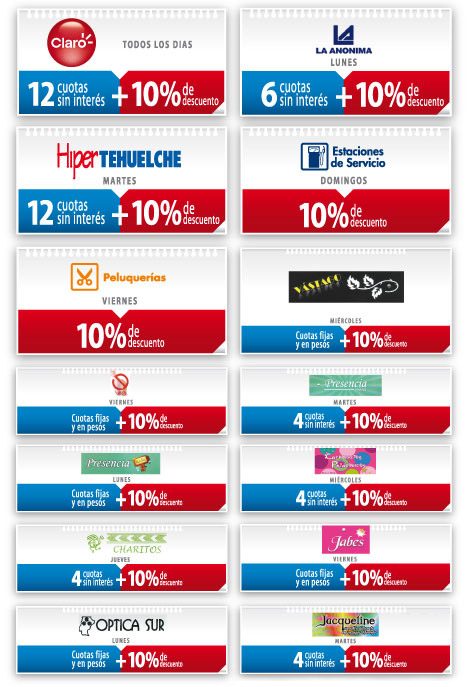 Claro
TODOS LOS DIAS
12 cuotas sin interés + 10% de descuento
LA ANONIMA
LUNES
6 cuotas sin interés + 10% de descuento
HiperTEHUELCHE
MARTES
12 cuotas sin interés + 10% de descuento
Estaciones
de Servicio
DOMINGOS
10% de descuento
Peluquerías
VIERNES
10% de descuento
VÁSTAGO
MIÉRCOLES
Cuotas fijas y en pesos + 10% de descuento
VIERNES
Cuotas fijas y en pesos + 10% de descuento
Presencia
MARTES
4 cuotas sin interés + 10% de descuento
Presencia
LUNES
Cuotas fijas y en pesos + 10% de descuento
MIÉRCOLES
4 cuotas sin interés + 10% de descuento
CHARITOS
JUEVES
4 cuotas sin interés + 10% de descuento
Jabes
VIERNES
Cuotas fijas y en pesos + 10% de descuento
OPTICA SUR
LUNES
Cuotas fijas y en pesos + 10% de descuento
Jacqueline
MARTES
4 cuotas sin interés + 10% de descuento